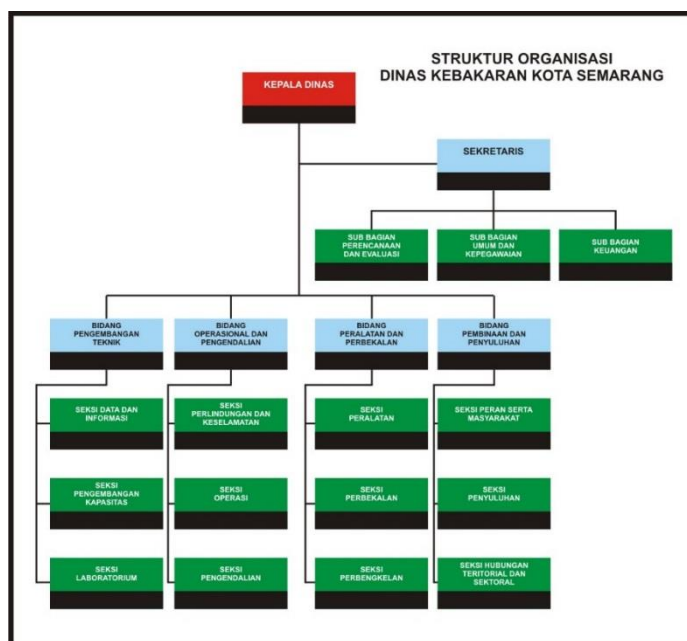 STRUKTUR ORGANISASI
DINAS KEBAKARAN KOTA SEMARANG
KEPALA DINAS
SEKRETARIS
SUB BAGIAN
PERENCANAAN
DAN EVALUASI
SUB BAGIAN
UMUM DAN
KEPEGAWAIAN
SUB BAGIAN
KEUANGAN
BIDANG
PENGEMBANGAN
TEKNIK
BIDANG
OPERASIONAL DAN
PENGENDALIAN
BIDANG
PERALATAN DAN
PERBEKALAN
BIDANG
PEMBINAAN DAN
PENYULUHAN
SEKSI DATA DAN
INFORMASI
SEKSI
PERLINDUNGAN DAN
KESELAMATAN
SEKSI
PERALATAN
SEKSI PERAN SERTA
MASYARAKAT
SEKSI
PENGEMBANGAN
KAPASITAS
SEKSI
OPERASI
SEKSI
PERBEKALAN
SEKSI
PENYULUHAN
SEKSI
LABORATORIUM
SEKSI
PENGENDALIAN
SEKSI
PERBENGKELAN
SEKSI HUBUNGAN
TERITORIAL DAN
SEKTORAL